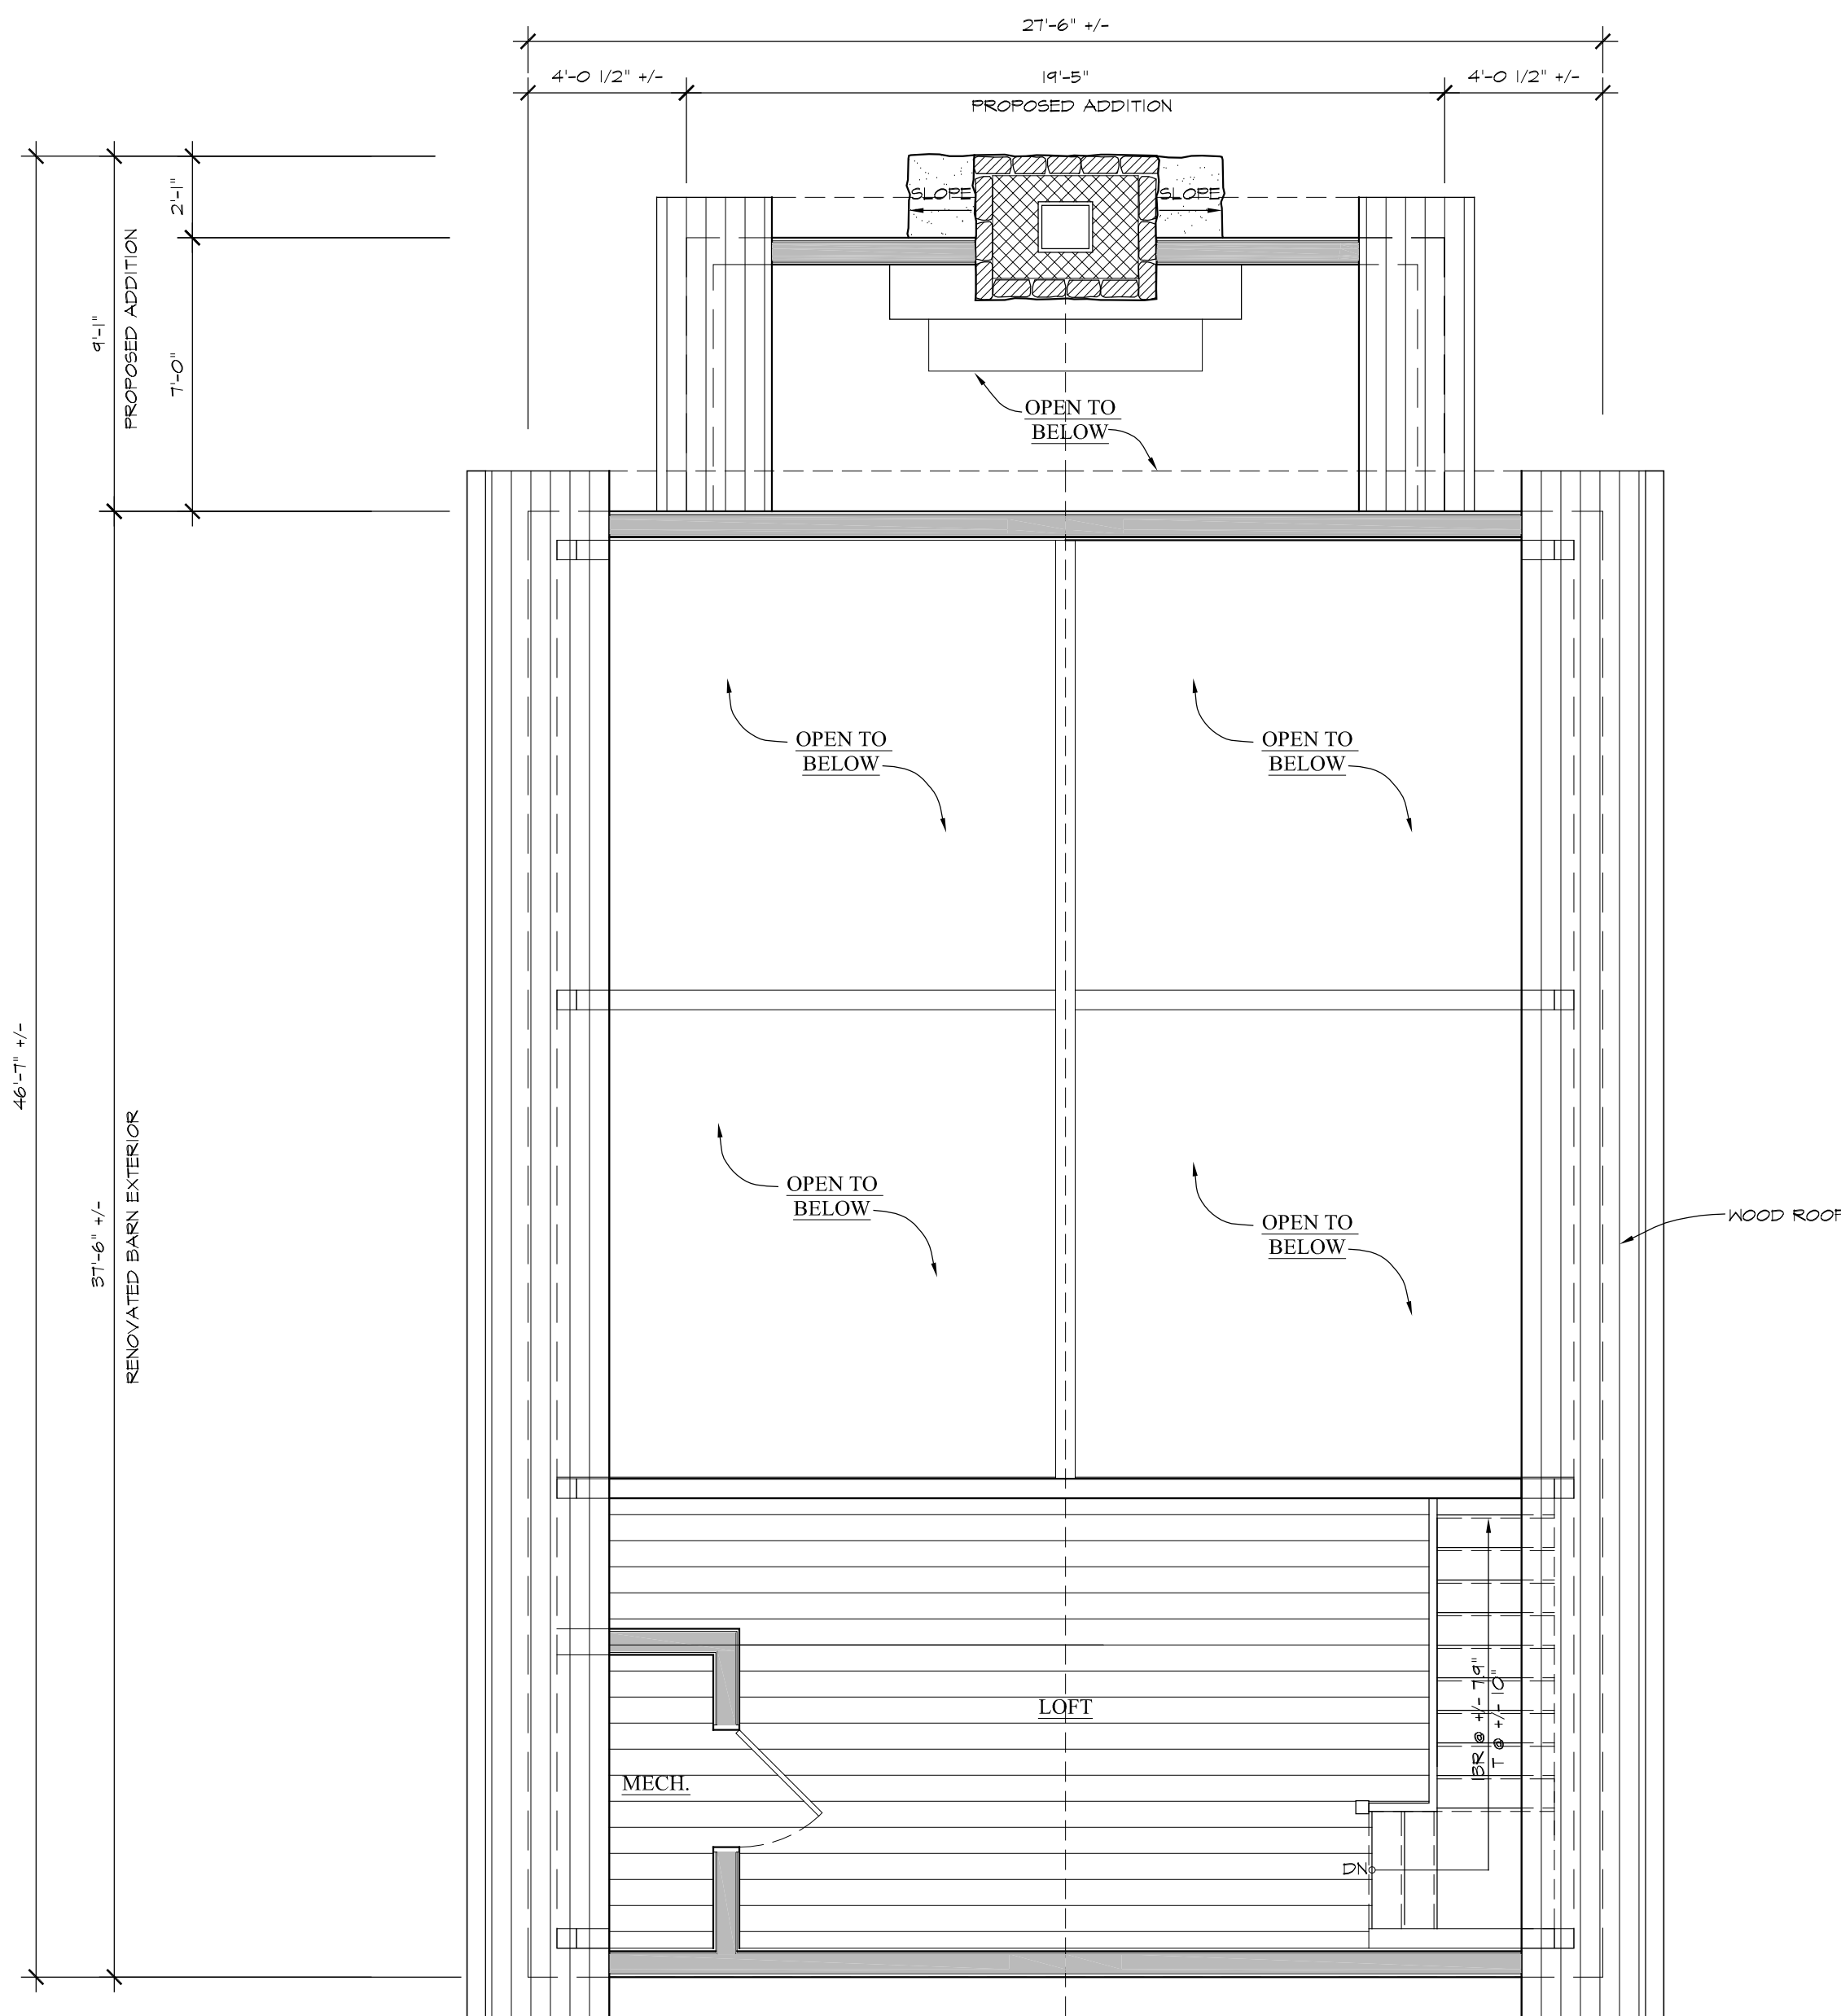 27'-6" +/-
4'-0 1/2" +/-
19'-5"
4'-0 1/2" +/-
PROPOSED ADDITION
2'-1"
SLOPE
SLOPE
9'-1"
PROPOSED ADDITION
7'-0"
OPEN TO
BELOW
OPEN TO
BELOW
OPEN TO
BELOW
46'-7" +/-
37'-6" +/-
RENOVATED BARN EXTERIOR
OPEN TO
BELOW
OPEN TO
BELOW
WOOD ROOF
LOFT
MECH.
13R @ +/- 7.9"
T @ +/- 10"
DN